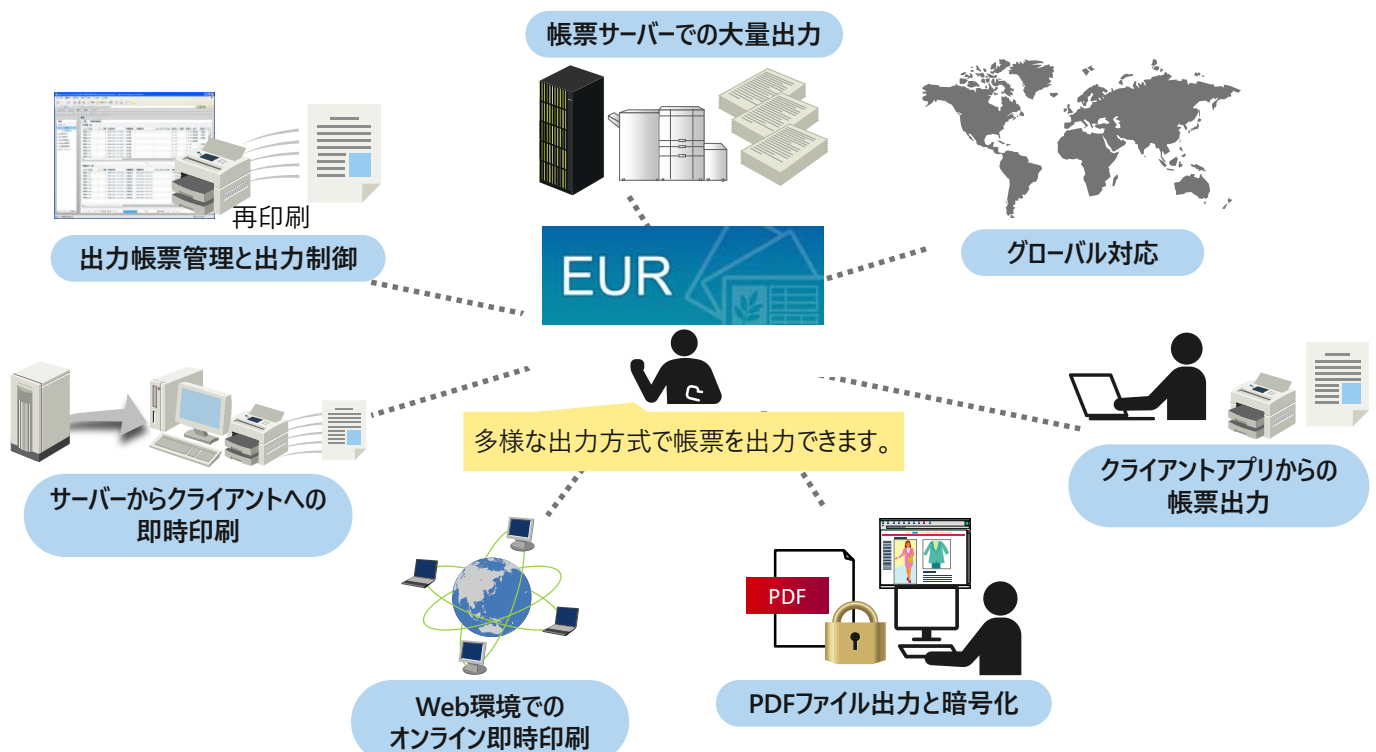 帳票サーバーでの大量出力
再印刷
出力帳票管理と出力制御
グローバル対応
EUR
サーバーからクライアントへの
即時印刷
多様な出力方式で帳票を出力できます。
クライアントアプリからの
帳票出力
PDF
Web環境での
オンライン即時印刷
PDFファイル出力と暗号化